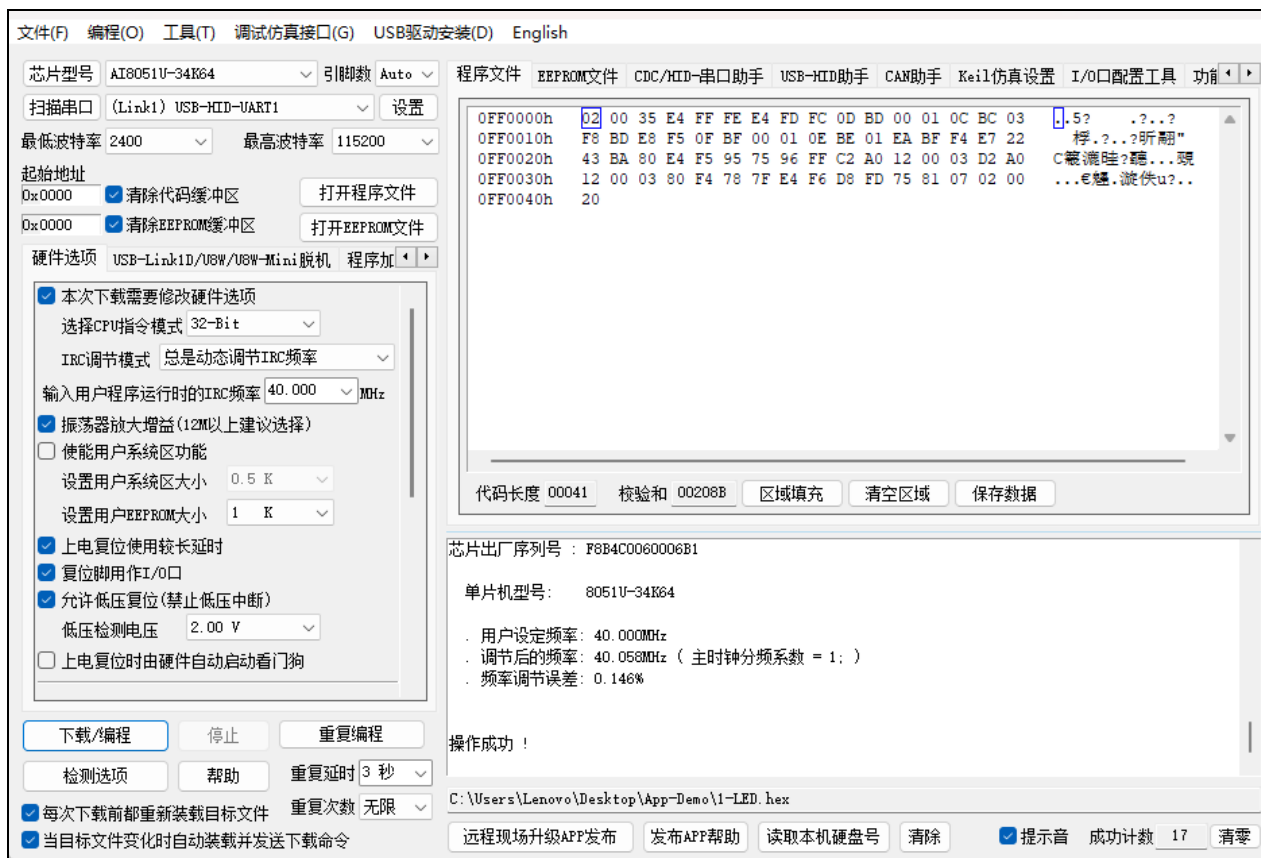 文件(F) 编程(O) 工具(T) 调试仿真接口(G) USB驱动安装(D) English
芯片型号 AI8051U-34K64 引脚数 Auto
扫描串口 (Link1) USB-HID-UART1 设置
最低波特率 2400 最高波特率 115200
起始地址
0x0000 清除代码缓冲区 打开程序文件
0x0000 清除EEPROM缓冲区 打开EEPROM文件
硬件选项 USB-Link1D/U8W/U8W-Mini脱机 程序加
本次下载需要修改硬件选项
选择CPU指令模式 32-Bit
IRC调节模式 总是动态调节IRC频率
输入用户程序运行时的IRC频率 40.000 MHz
振荡器放大增益(12M以上建议选择)
使能用户系统区功能
设置用户系统区大小 0.5 K
设置用户EEPROM大小 1 K
上电复位使用较长延时
复位脚用作I/O口
允许低压复位(禁止低压中断)
低压检测电压 2.00 V
上电复位时由硬件自动启动看门狗
下载/编程 停止 重复编程
检测选项 帮助 重复延时 3 秒
每次下载前都重新装载目标文件 重复次数 无限
当目标文件变化时自动装载并发送下载命令
程序文件 EEPROM文件 CDC/HID-串口助手 USB-HID助手 CAN助手 Keil仿真设置 I/O口配置工具 功能
0FF0000h 02 00 35 E4 FF FE E4 FD FC 0D BD 00 01 0C BC 03 ..5? .?..?
0FF0010h F8 BD E8 F5 0F BF 00 01 0E BE 01 EA BF F4 E7 22 桴.?..?昕翤"
0FF0020h 43 BA 80 E4 F5 95 75 96 FF C2 A0 12 00 03 D2 A0
0FF0030h 12 00 03 80 F4 78 7F E4 F6 D8 FD 75 81 07 02 00
0FF0040h 20
代码长度 00041 校验和 00208B 区域填充 清空区域 保存数据
芯片出厂序列号 : F8B4C0060006B1
单片机型号: 8051U-34K64
. 用户设定频率: 40.000MHz
. 调节后的频率: 40.058MHz ( 主时钟分频系数 = 1; )
. 频率调节误差: 0.146%
操作成功 !
C:\Users\Lenovo\Desktop\App-Demo\1-LED.hex
远程现场升级APP发布 发布APP帮助 读取本机硬盘号 清除 提示音 成功计数 17 清零